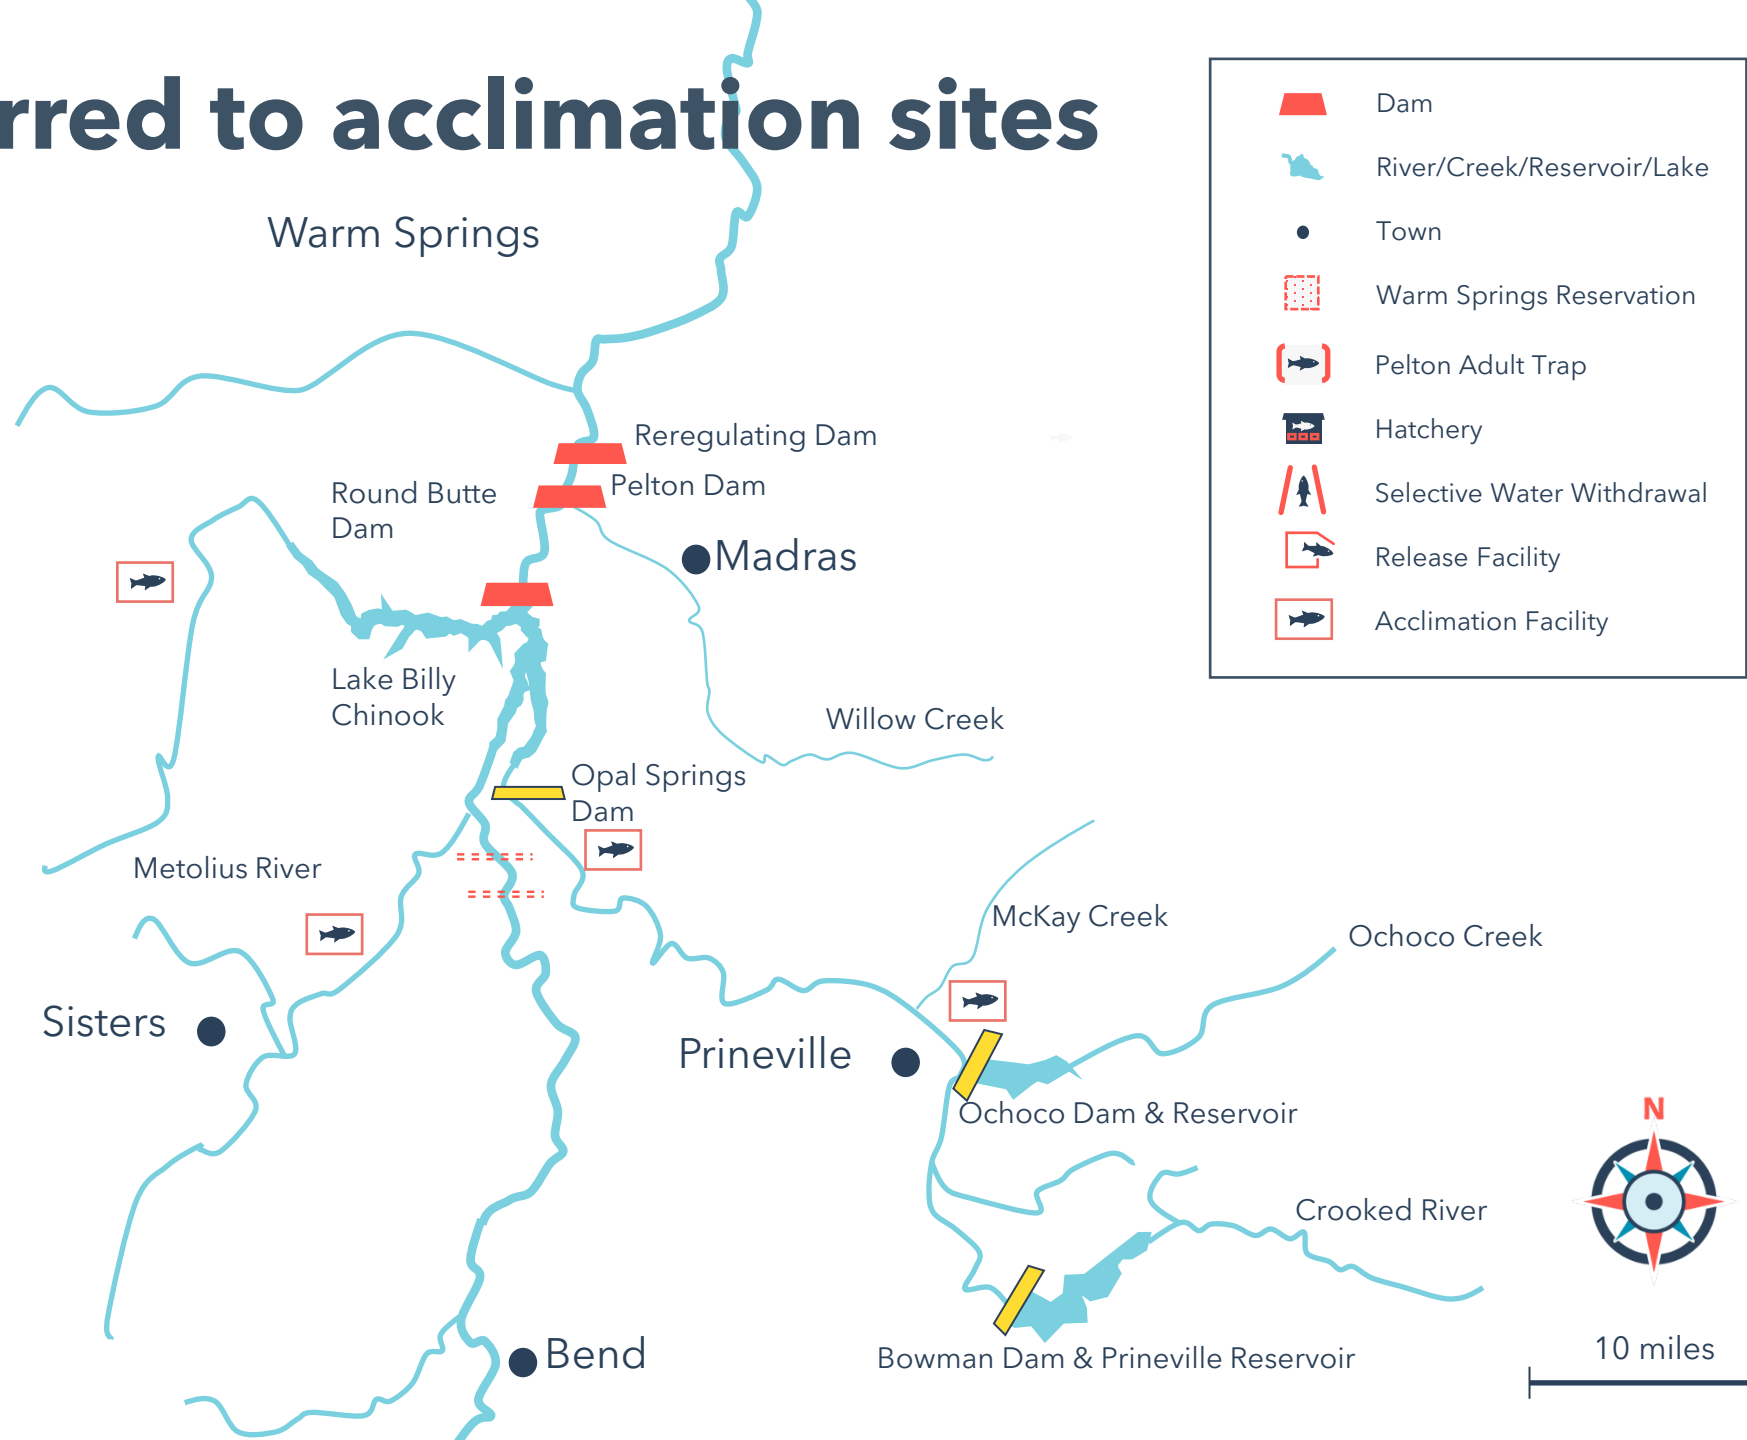 rred to acclimation sites
Warm Springs
Reregulating Dam
Pelton Dam
Round Butte
Dam
Madras
Lake Billy
Chinook
Willow Creek
Opal Springs
Dam
Metolius River
McKay Creek
Ochoco Creek
Sisters
Prineville
Ochoco Dam & Reservoir
Crooked River
Bend
Bowman Dam & Prineville Reservoir
Dam
River/Creek/Reservoir/Lake
Town
Warm Springs Reservation
Pelton Adult Trap
Hatchery
Selective Water Withdrawal
Release Facility
Acclimation Facility
N
10 miles